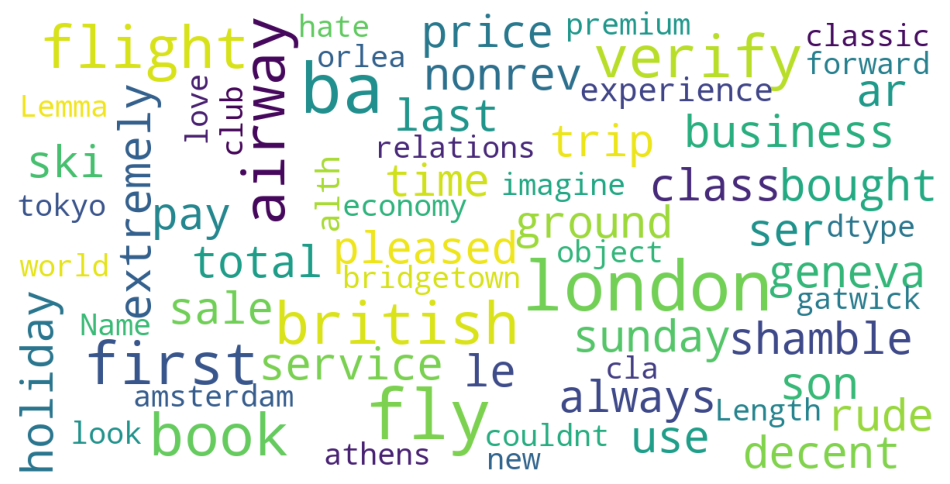 flight
hate
orlea
price
premium
classic
verify
forward
Lemma
love
club
airway
ba
nonrev
experience
ar
extremely
last
business
ski
relations
trip
time
imagine
class
bought
tokyo
pay
alth
economy
ground
ser
dtype
world
total
pleased
object
bridgetown
london
geneva
gatwick
holiday
Name
sale
british
sunday
shamble
first
service
le
cla
son
amsterdam
always
Length
rude
look
book
fly
couldnt
use
decent
athens
new